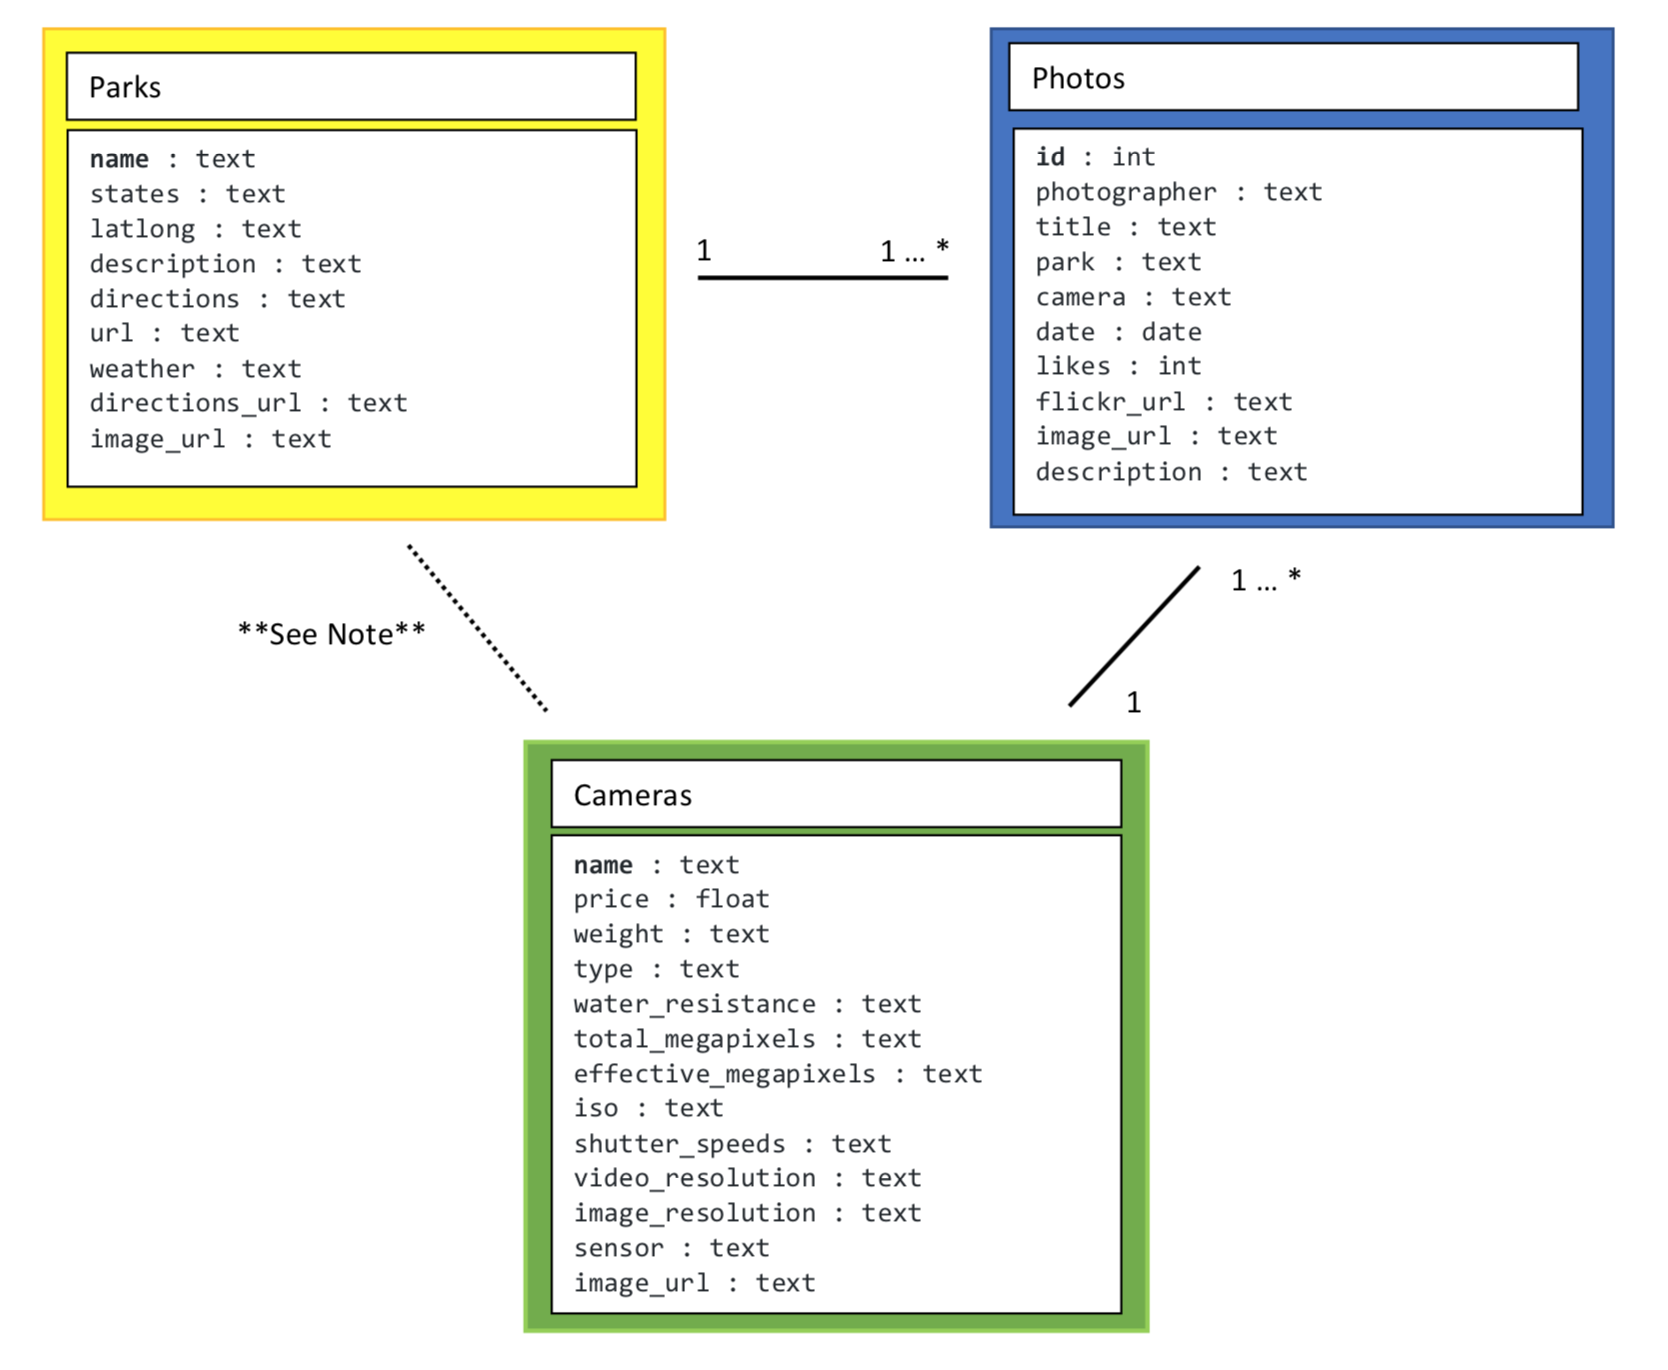 Parks
name : text
states : text
latlong : text
description : text
directions : text
url : text
weather : text
directions_url : text
image_url : text
1
1 ... *
Photos
id : int
photographer : text
title : text
park : text
camera : text
date : date
likes : int
flickr_url : text
image_url : text
description : text
**See Note**
1 ... *
1
Cameras
name : text
price : float
weight : text
type : text
water_resistance : text
total_megapixels : text
effective_megapixels : text
iso : text
shutter_speeds : text
video_resolution : text
image_resolution : text
sensor : text
image_url : text